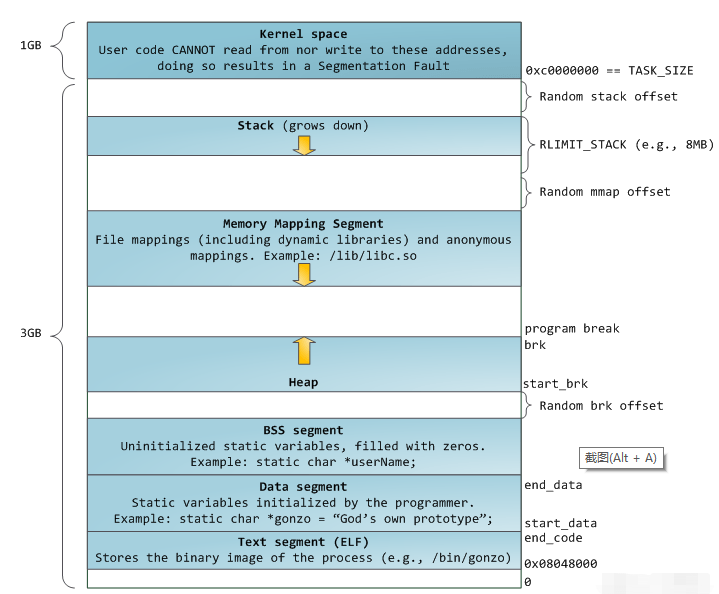 1GB
Kernel space
User code CANNOT read from nor write to these addresses,
doing so results in a Segmentation Fault
0xc0000000 == TASK_SIZE
Random stack offset
Stack (grows down)
RLIMIT_STACK (e.g., 8MB)
Random mmap offset
Memory Mapping Segment
File mappings (including dynamic libraries) and anonymous
mappings. Example: /lib/libc.so
3GB
program break
brk
Heap
start_brk
Random brk offset
BSS segment
Uninitialized static variables, filled with zeros.
Example: static char *userName;
截图(Alt + A)
Data segment
Static variables initialized by the programmer.
Example: static char *gonzo = “God’s own prototype”;
end_data
start_data
end_code
Text segment (ELF)
Stores the binary image of the process (e.g., /bin/gonzo)
0x08048000
0